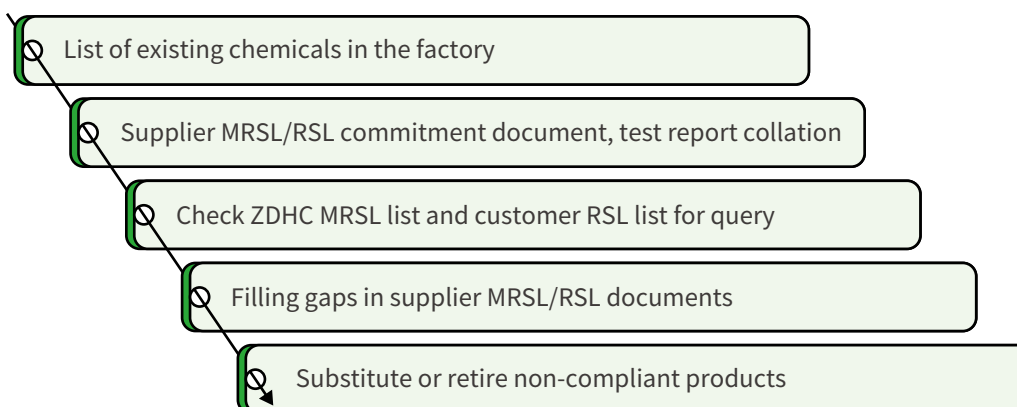 List of existing chemicals in the factory
Supplier MRSL/RSL commitment document, test report collation
Check ZDHC MRSL list and customer RSL list for query
Filling gaps in supplier MRSL/RSL documents
Substitute or retire non-compliant products